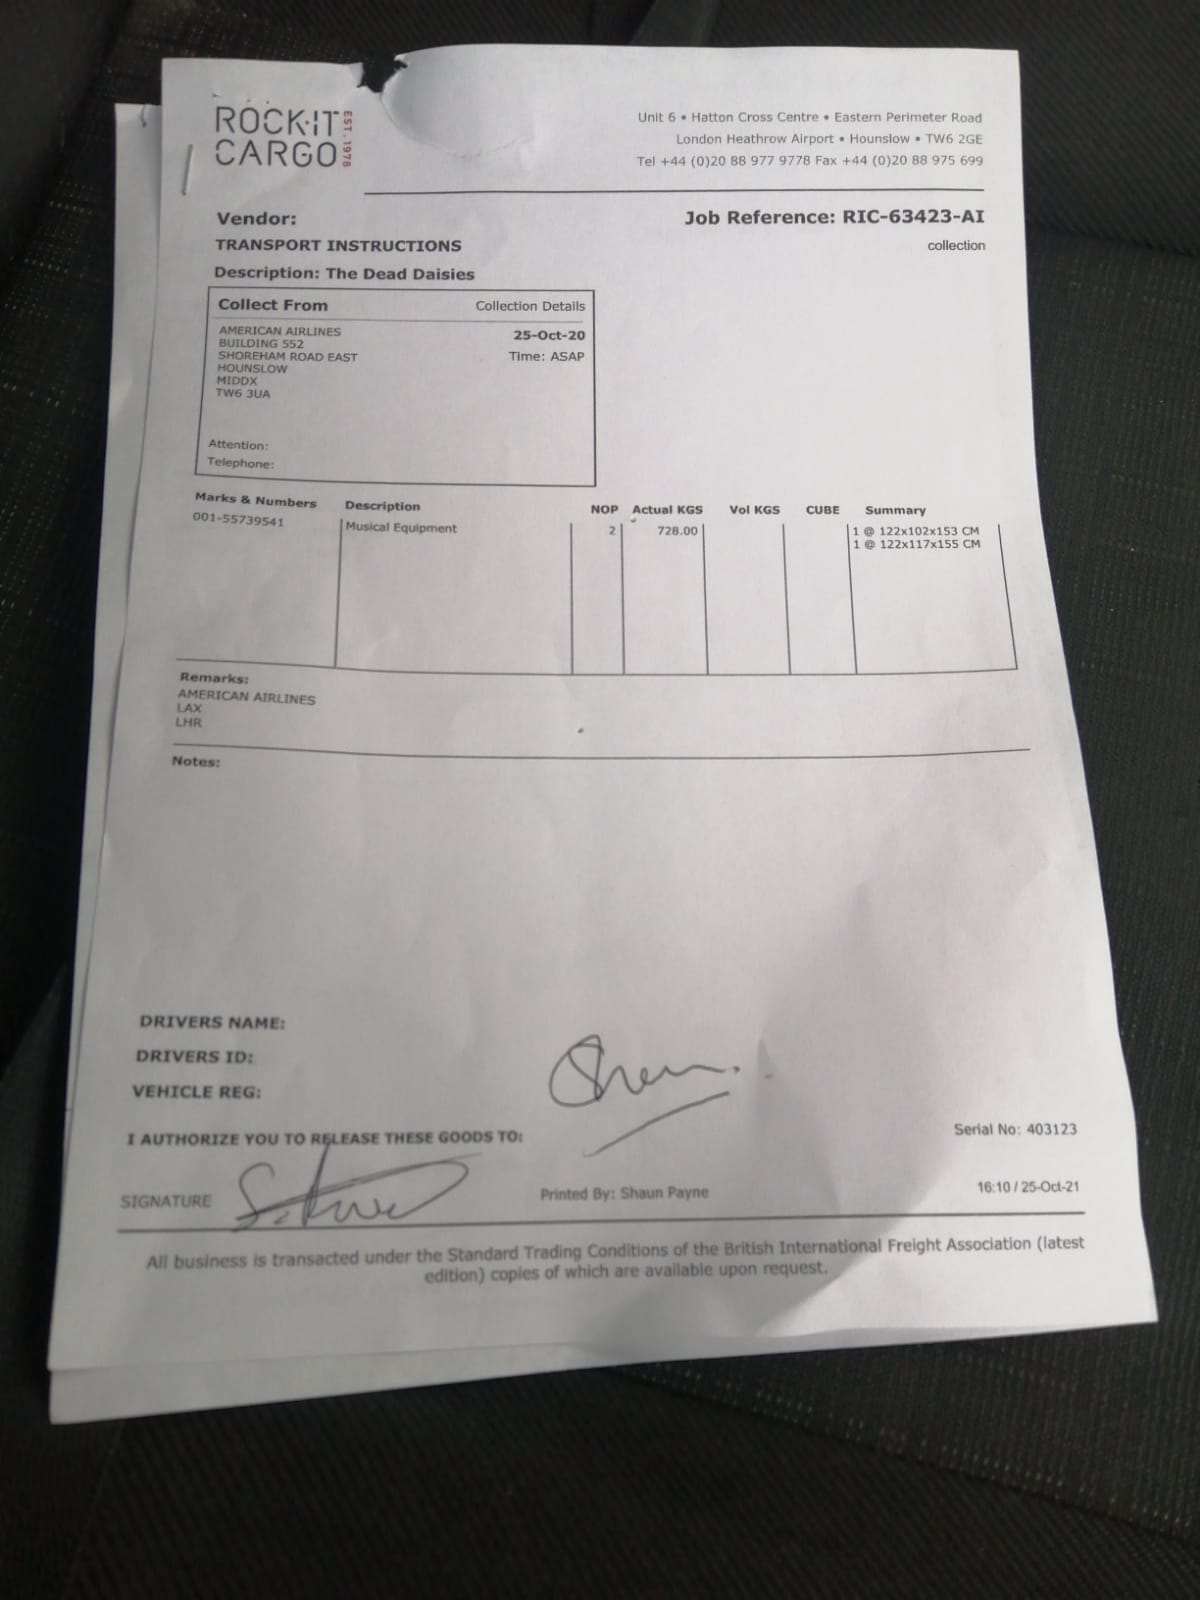 ROCK·IT
CARGO
EST. 1978
Unit 6 • Hatton Cross Centre • Eastern Perimeter Road
London Heathrow Airport • Hounslow • TW6 2GE
Tel +44 (0)20 88 977 9778 Fax +44 (0)20 88 975 699
Vendor:
Job Reference: RIC-63423-AI
TRANSPORT INSTRUCTIONS
collection
Description: The Dead Daisies
Collect From Collection Details
AMERICAN AIRLINES
25-Oct-20
BUILDING 552
SHOREHAM ROAD EAST
Time: ASAP
HOUNSLOW
MIDDX
TW6 3UA
Attention:
Telephone:
Marks & Numbers Description NOP Actual KGS Vol KGS CUBE Summary
001-55739541 Musical Equipment 2 728.00 1 @ 122x102x153 CM
1 @ 122x117x155 CM
Remarks:
AMERICAN AIRLINES
LAX
LHR
Notes:
DRIVERS NAME:
DRIVERS ID:
VEHICLE REG:
I AUTHORIZE YOU TO RELEASE THESE GOODS TO:
Serial No: 403123
SIGNATURE
Printed By: Shaun Payne
16:10 / 25-Oct-21
All business is transacted under the Standard Trading Conditions of the British International Freight Association (latest
edition) copies of which are available upon request.